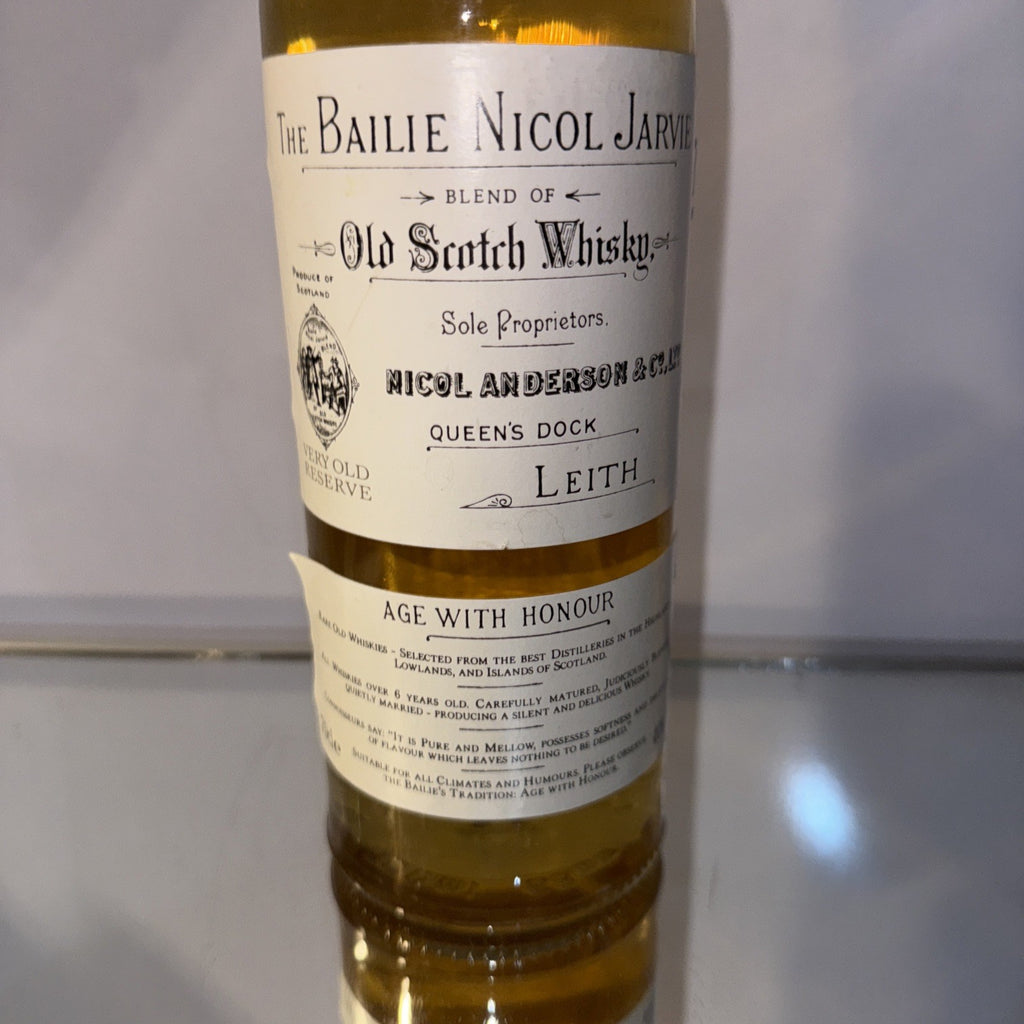 The Bailie Nicol Jarvie
BLEND OF
Old Scotch Whisky,
PRODUCE OF
SCOTLAND
Sole Proprietors.
NICOL ANDERSON & Co.
QUEEN'S DOCK
LEITH
VERY OLD
RESERVE
AGE WITH HONOUR
RARE OLD WHISKIES - SELECTED FROM THE BEST DISTILLERIES IN THE
LOWLANDS, AND ISLANDS OF SCOTLAND.
ALL WHISKIES OVER 6 YEARS OLD. CAREFULLY MATURED, JUDICIOUSLY
QUIETLY MARRIED - PRODUCING A SILENT AND DELICIOUS WHISKY.
CONNOISSEURS SAY: "IT IS PURE AND MELLOW, POSSESSES SOFTNESS AND
OF FLAVOUR WHICH LEAVES NOTHING TO BE DESIRED."
SUITABLE FOR ALL CLIMATES AND HUMOURS. PLEASE OBSERVE
THE BAILIE'S TRADITION: AGE WITH HONOUR.